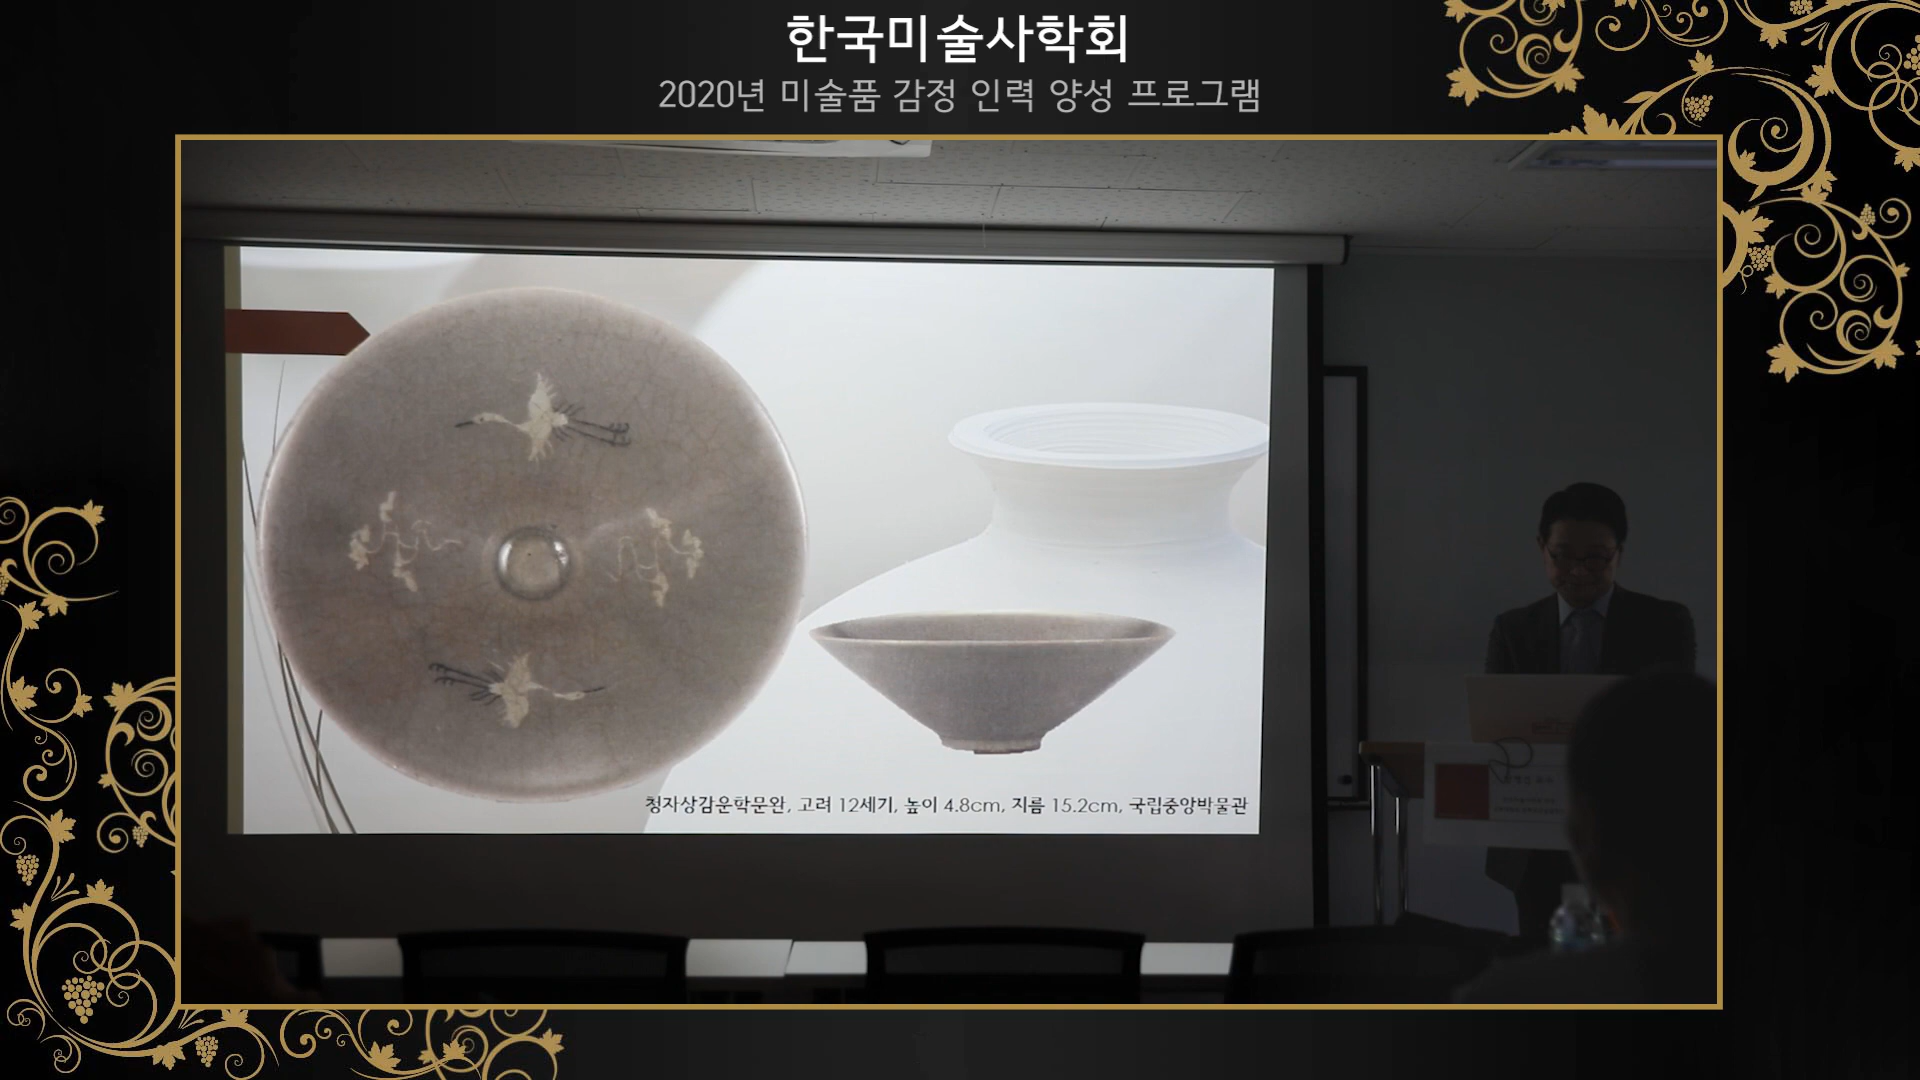 한국미술사학회
2020년 미술품 감정 인력 양성 프로그램
청자상감운학문완, 고려 12세기, 높이 4.8cm, 지름 15.2cm, 국립중앙박물관